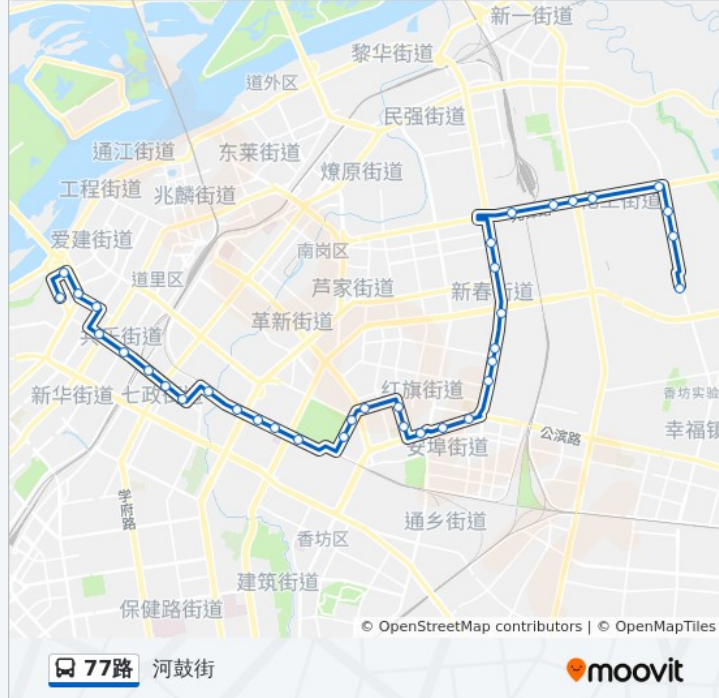 新一街道
黎华街道
道外区
民强街道
通江街道
东莱街道
燎原街道
工程街道
兆麟街道
爱建街道
南岗区
道里区
芦家街道
新春街道
革新街道
新华街道
红旗街道
香坊实验
公滨路
幸福镇
安埠街道
学府路
通乡街道
香坊区
建筑街道
保健路街道
© OpenStreetMap contributors | © OpenMapTiles
77路 河鼓街
moovit